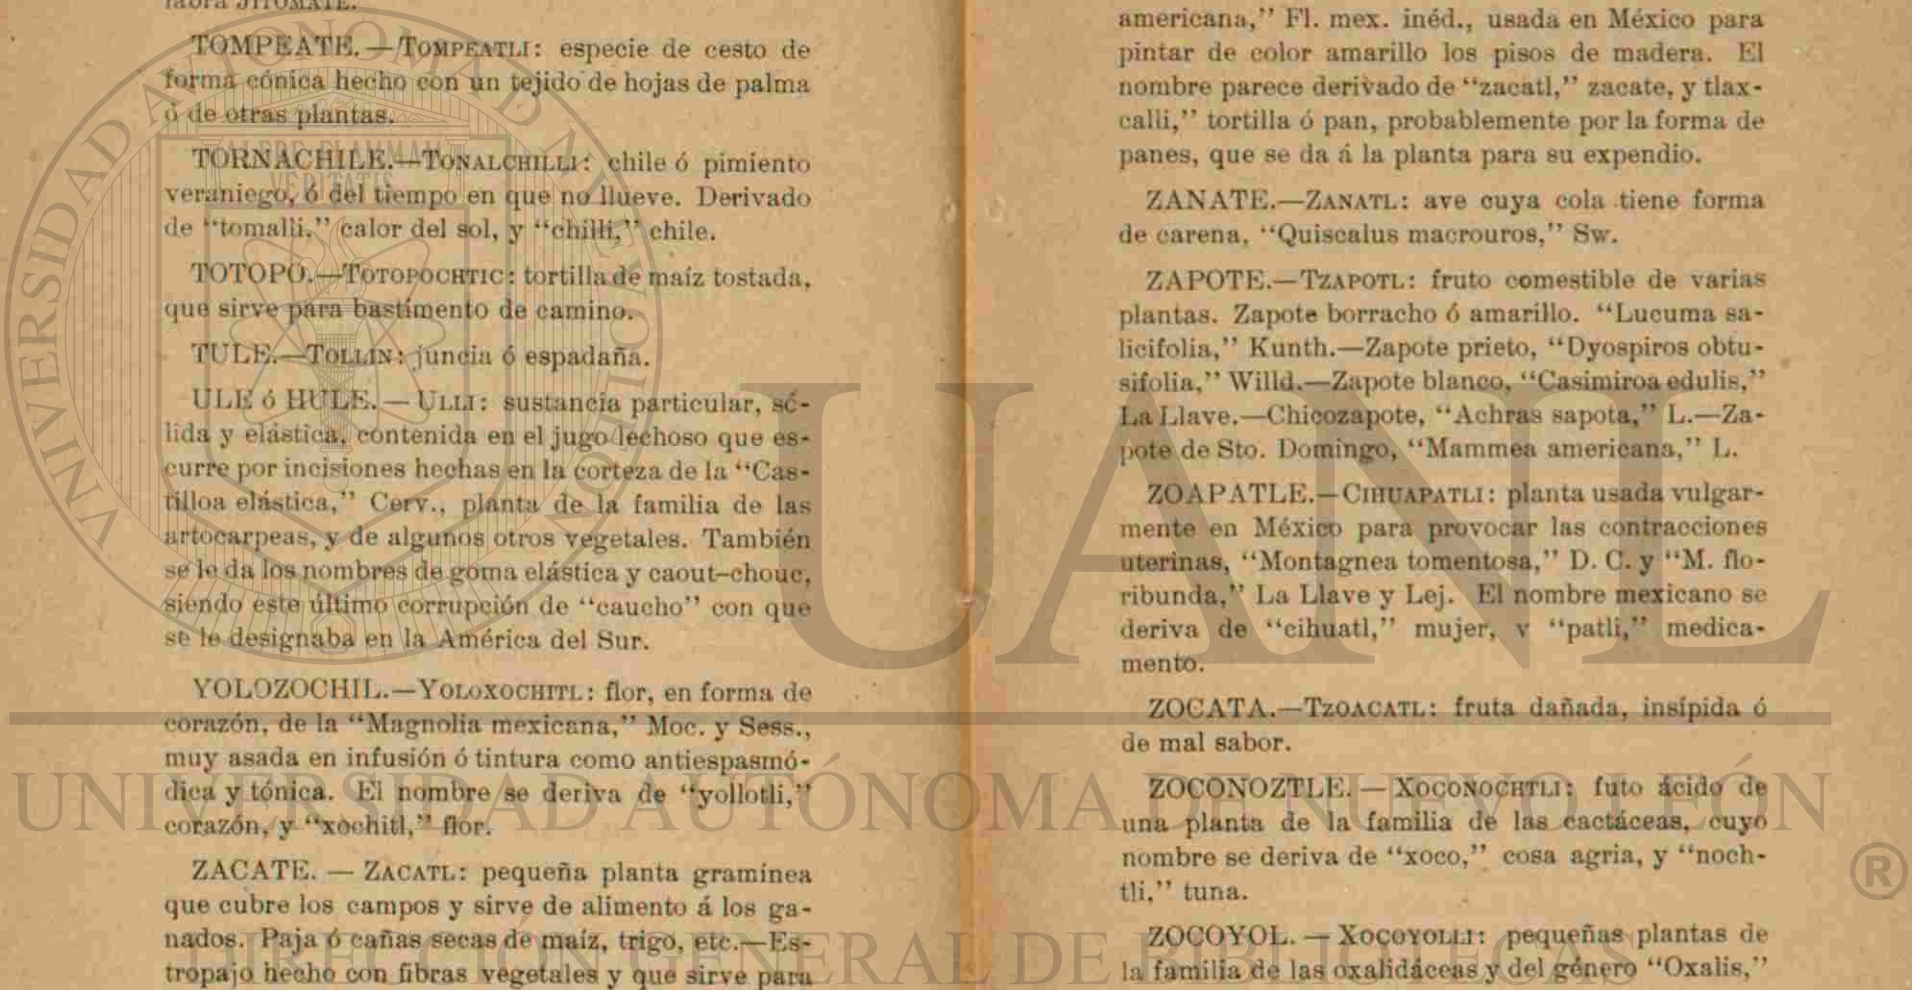 labra JITOMATE.
TOMPEATE.—TOMPEATLI: especie de cesto de
forma cónica hecho con un tejido de hojas de palma
ó de otras plantas.
TORNACHILE.—TONALCHILLI: chile ó pimiento
veraniego, ó del tiempo en que no llueve. Derivado
de “tomalli,” calor del sol, y “chilli,” chile.
TOTOPO.—TOTOPOCHTIC: tortilla de maíz tostada,
que sirve para bastimento de camino.
TULE.—TOLLIN: juncia ó espadaña.
ULE ó HULE.—ULLI: sustancia particular, só-
lida y elástica, contenida en el jugo lechoso que es-
curre por incisiones hechas en la corteza de la “Cas-
tilloa elástica,” Cerv., planta de la familia de las
artocarpeas, y de algunos otros vegetales. También
se le da los nombres de goma elástica y caout-chouc,
siendo este último corrupción de “caucho” con que
se le designaba en la América del Sur.
YOLOZOCHIL.—YOLOXOCHITL: flor, en forma de
corazón, de la “Magnolia mexicana,” Moc. y Sess.,
muy asada en infusión ó tintura como antiespasmó-
dica y tónica. El nombre se deriva de “yollotli,”
corazón, y “xochitl,” flor.
ZACATE. — ZACATL: pequeña planta gramínea
que cubre los campos y sirve de alimento á los ga-
nados. Paja ó cañas secas de maíz, trigo, etc.—Es-
tropajo hecho con fibras vegetales y que sirve para
americana,” Fl. mex. inéd., usada en México para
pintar de color amarillo los pisos de madera. El
nombre parece derivado de “zacatl,” zacate, y tlax-
calli,” tortilla ó pan, probablemente por la forma de
panes, que se da á la planta para su expendio.
ZANATE.—ZANATL: ave cuya cola tiene forma
de carena, “Quiscalus macrouros,” Sw.
ZAPOTE.—TZAPOTL: fruto comestible de varias
plantas. Zapote borracho ó amarillo. “Lucuma sa-
licifolia,” Kunth.—Zapote prieto, “Dyospiros obtu-
sifolia,” Willd.—Zapote blanco, “Casimiroa edulis,”
La Llave.—Chicozapote, “Achras sapota,” L.—Za-
pote de Sto. Domingo, “Mammea americana,” L.
ZOAPATLE.—CIHUAPATLI: planta usada vulgar-
mente en México para provocar las contracciones
uterinas, “Montagnea tomentosa,” D. C. y “M. flo-
ribunda,” La Llave y Lej. El nombre mexicano se
deriva de “cihuatl,” mujer, y “patli,” medica-
mento.
ZOCATA.—TZOACATL: fruta dañada, insípida ó
de mal sabor.
ZOCONOZTLE.—XOCONOCHTLI: futo ácido de
una planta de la familia de las cactáceas, cuyo
nombre se deriva de “xoco,” cosa agria, y “noch-
tli,” tuna.
ZOCOYOL.—XOCOYOLLI: pequeñas plantas de
la familia de las oxalidáceas y del género “Oxalis,”
UNIVERSIDAD AUTONOMA DE NUEVO LEON
ALERE FLAMMAM
VERITATIS
UANL
UNIVERSIDAD AUTÓNOMA DE NUEVO LEÓN
®
DIRECCIÓN GENERAL DE BIBLIOTECAS